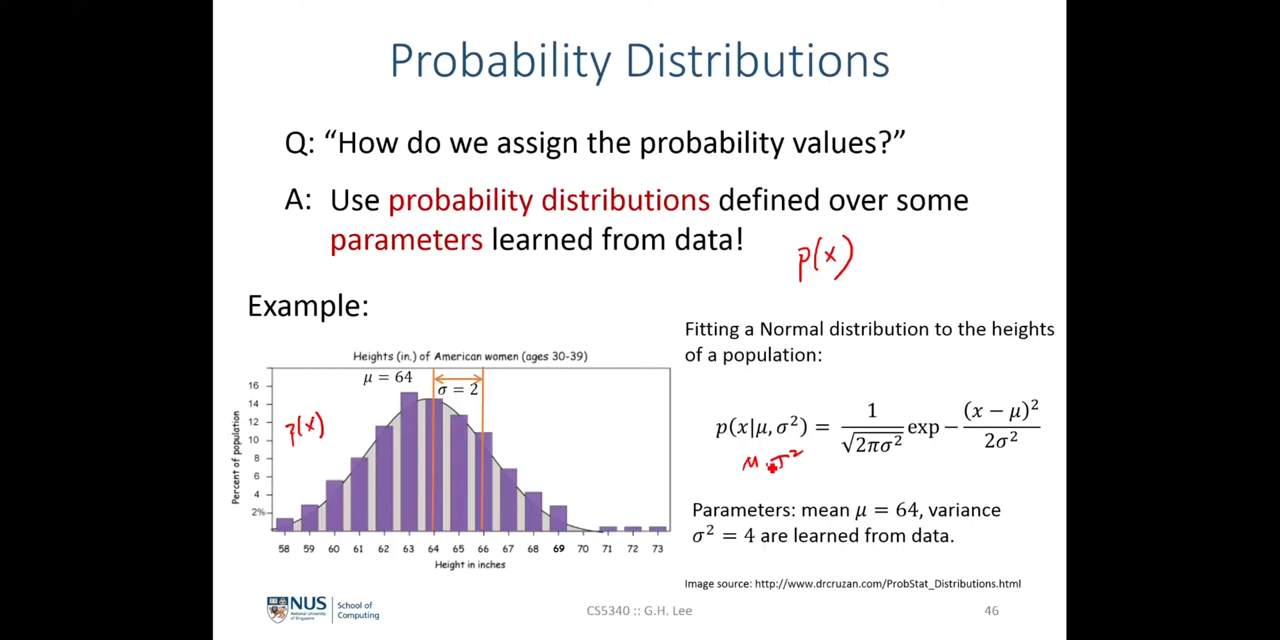 Probability Distributions
Q: “How do we assign the probability values?”
A: Use probability distributions defined over some
parameters learned from data!
p(x)
Example:
Fitting a Normal distribution to the heights
of a population:
Heights (in.) of American women (ages 30-39)
μ = 64
σ = 2
p(x)
Percent of population
16
14
12
10
8
6
4
2%
58 59 60 61 62 63 64 65 66 67 68 69 70 71 72 73
Height in inches
p(x|μ, σ²) = 1/√2πσ² exp − (x − μ)²/2σ²
μ σ²
Parameters: mean μ = 64, variance
σ² = 4 are learned from data.
Image source: http://www.drcruzan.com/ProbStat_Distributions.html
NUS
National University
of Singapore
School of
Computing
CS5340 :: G.H. Lee
46